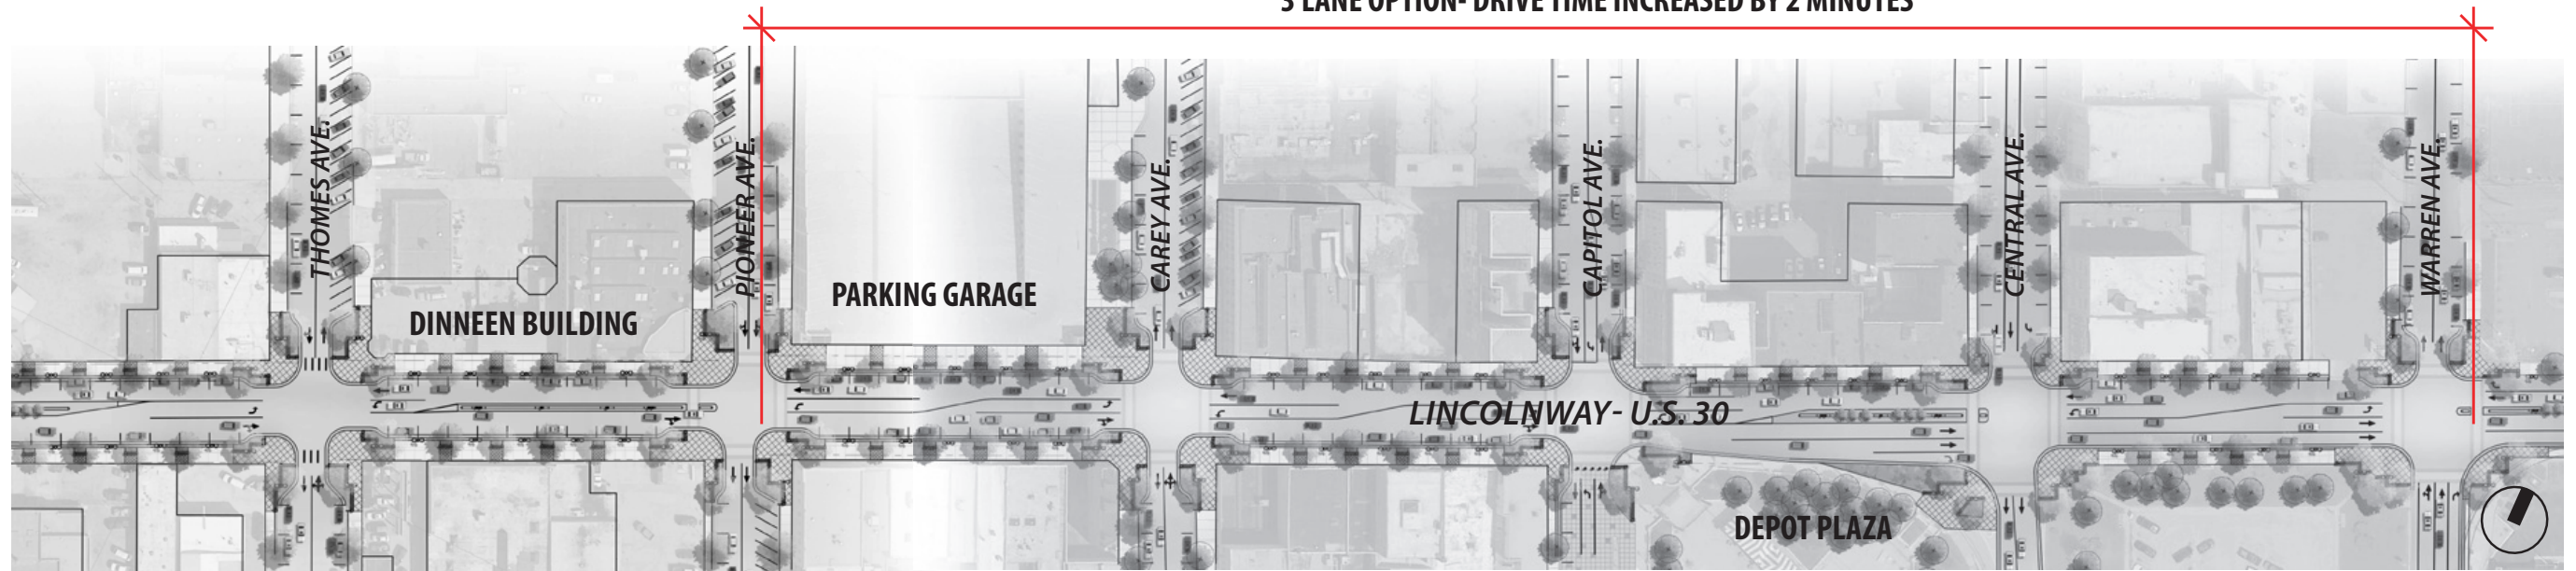 3 LANE OPTION- DRIVE TIME INCREASED BY 2 MINUTES
THOMES AVE.
PIONEER AVE.
CAREY AVE.
CAPITOL AVE.
CENTRAL AVE.
WARREN AVE.
PARKING GARAGE
DINNEEN BUILDING
LINCOLNWAY- U.S. 30
DEPOT PLAZA